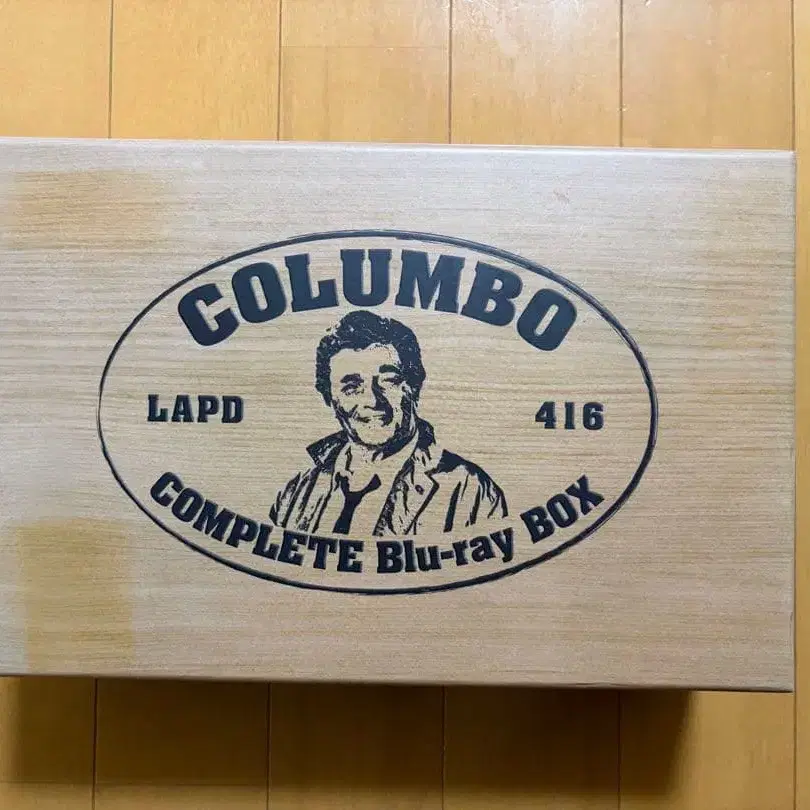 COLUMBO
LAPD
416
COMPLETE Blu-ray BOX